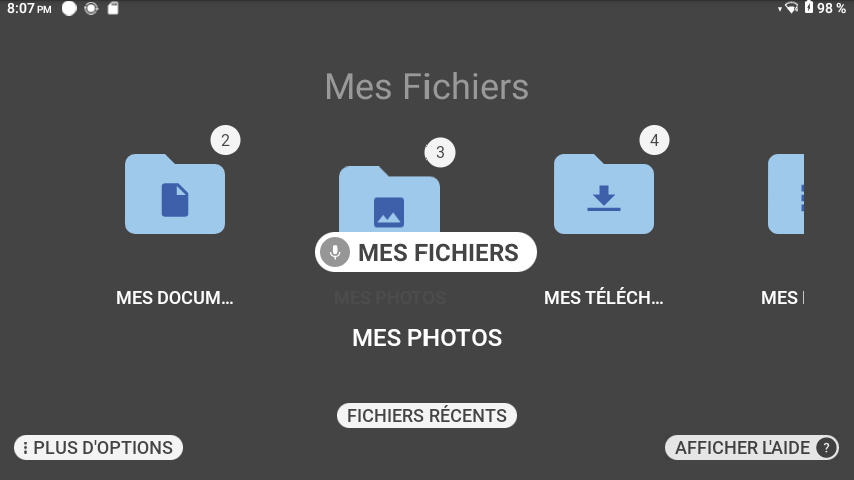 8:07 PM 98 %
Mes Fichiers
2 3 4
MES FICHIERS
MES DOCUM... MES PHOTOS MES TÉLÉCH... MES
MES PHOTOS
FICHIERS RÉCENTS
PLUS D'OPTIONS AFFICHER L'AIDE ?